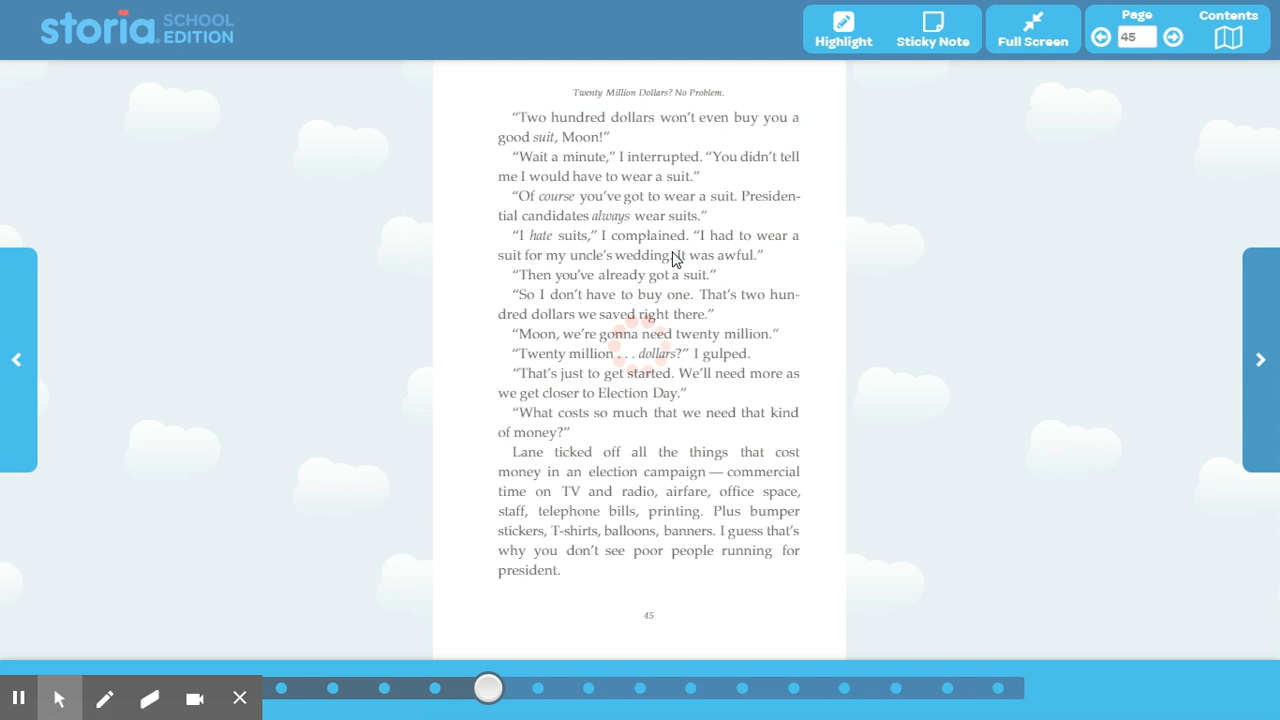 storia SCHOOL EDITION
Highlight
Sticky Note
Full Screen
Page
45
Contents
Twenty Million Dollars? No Problem.
“Two hundred dollars won’t even buy you a
good suit, Moon!”
“Wait a minute,” I interrupted. “You didn’t tell
me I would have to wear a suit.”
“Of course you’ve got to wear a suit. Presiden-
tial candidates always wear suits.”
“I hate suits,” I complained. “I had to wear a
suit for my uncle’s wedding. It was awful.”
“Then you’ve already got a suit.”
“So I don’t have to buy one. That’s two hun-
dred dollars we saved right there.”
“Moon, we’re gonna need twenty million.”
“Twenty million . . . dollars?” I gulped.
“That’s just to get started. We’ll need more as
we get closer to Election Day.”
“What costs so much that we need that kind
of money?”
Lane ticked off all the things that cost
money in an election campaign — commercial
time on TV and radio, airfare, office space,
staff, telephone bills, printing. Plus bumper
stickers, T-shirts, balloons, banners. I guess that’s
why you don’t see poor people running for
president.
45